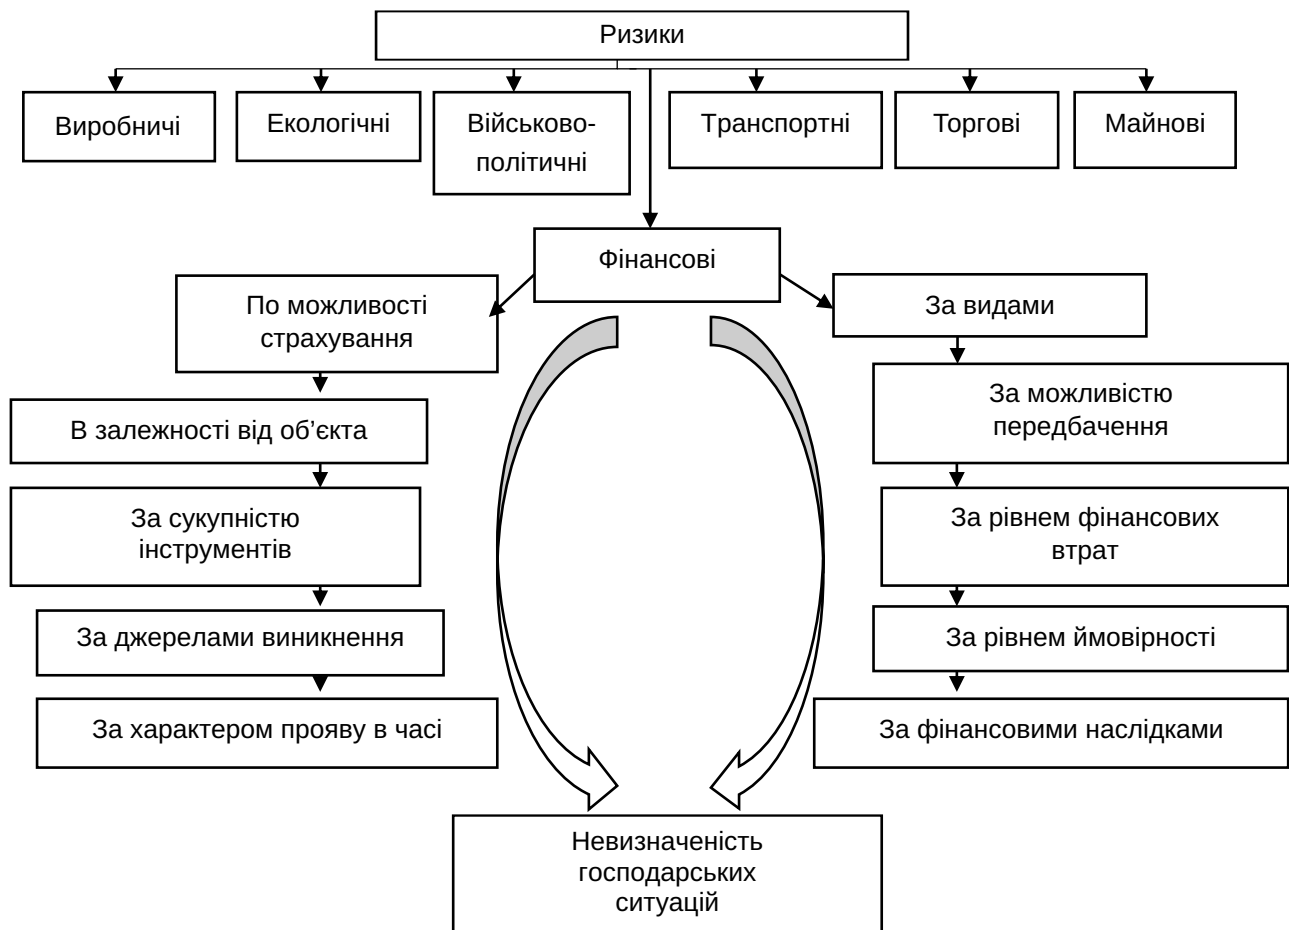 Ризики
Виробничі
Екологічні
Військово-
політичні
Транспортні
Торгові
Майнові
Фінансові
По можливості
страхування
За видами
В залежності від об’єкта
За можливістю
передбачення
За сукупністю
інструментів
За рівнем фінансових
втрат
За джерелами виникнення
За рівнем ймовірності
За характером прояву в часі
За фінансовими наслідками
Невизначеність
господарських
ситуацій